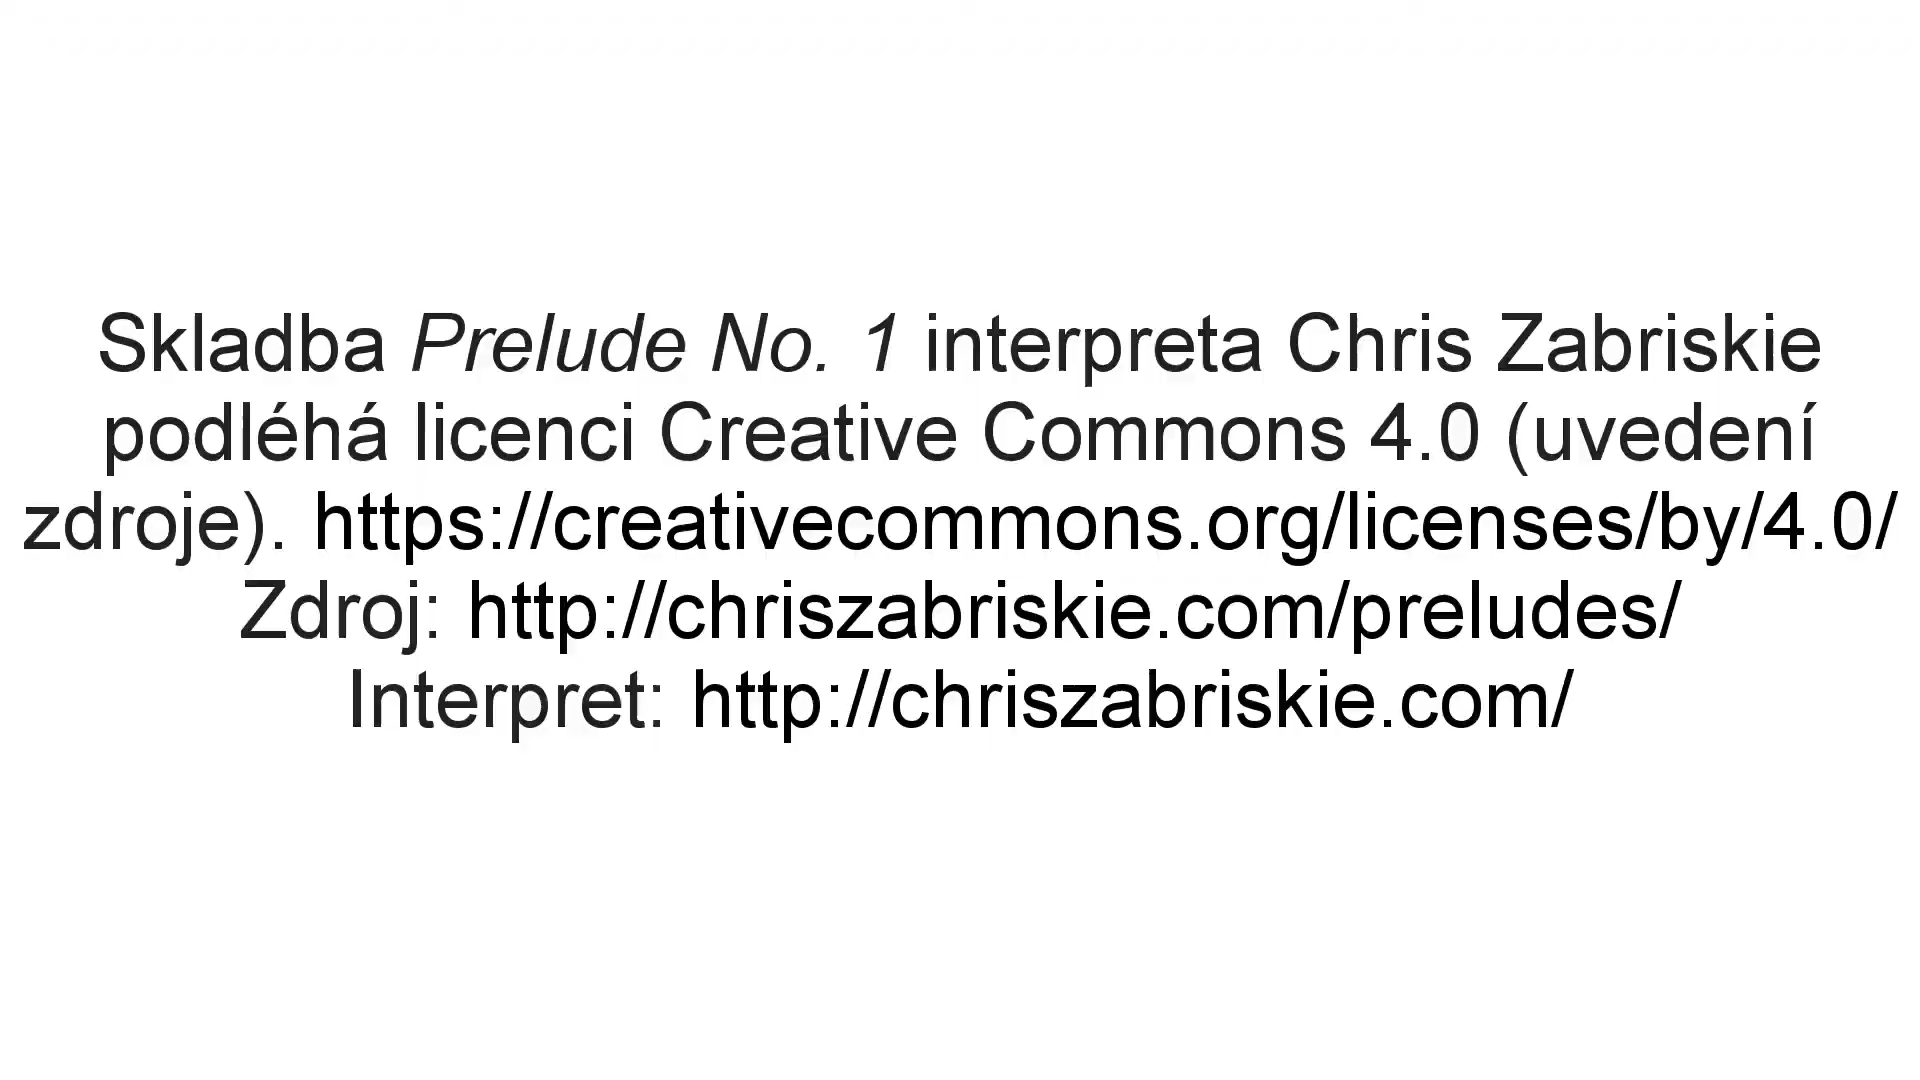 Skladba Prelude No. 1 interpreta Chris Zabriskie
podléhá licenci Creative Commons 4.0 (uvedení
zdroje). https://creativecommons.org/licenses/by/4.0/
Zdroj: http://chriszabriskie.com/preludes/
Interpret: http://chriszabriskie.com/